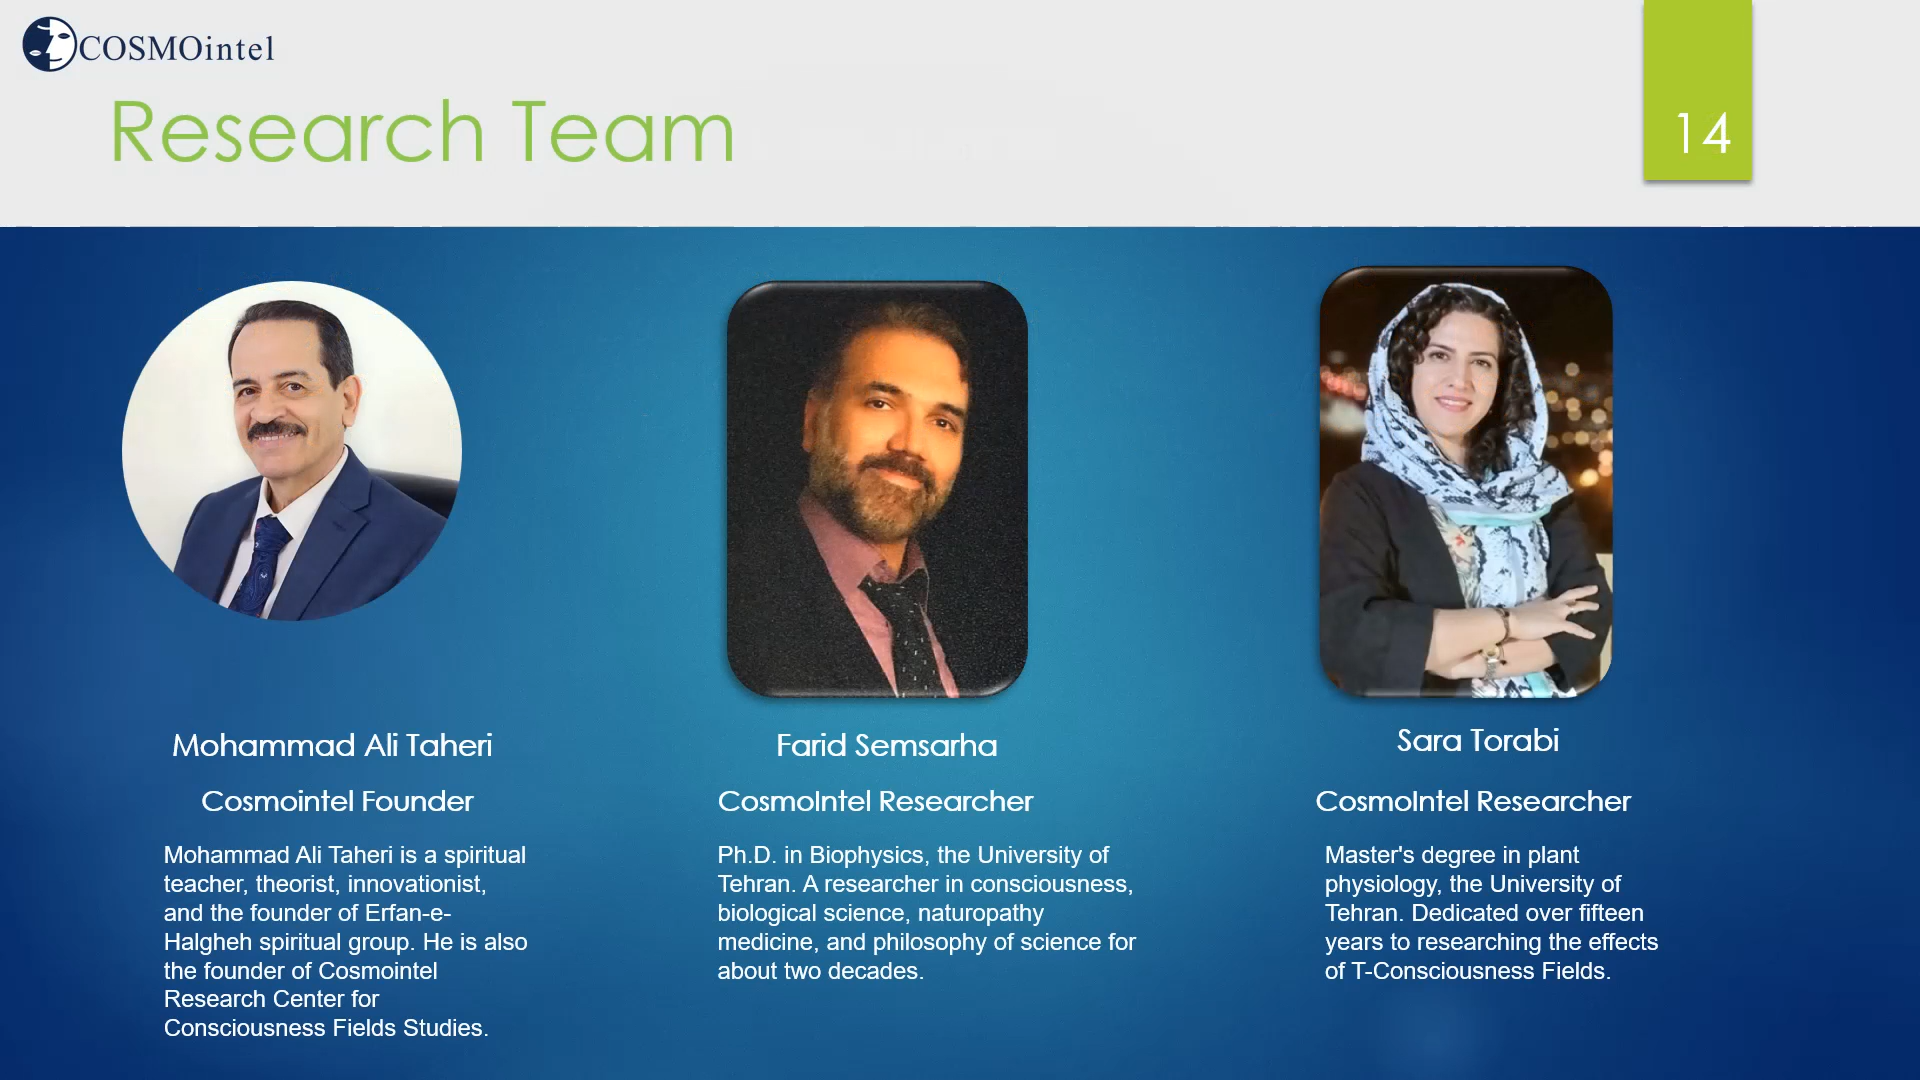 COSMOintel
Research Team
14
Mohammad Ali Taheri
Cosmointel Founder
Mohammad Ali Taheri is a spiritual
teacher, theorist, innovationist,
and the founder of Erfan-e-
Halgheh spiritual group. He is also
the founder of Cosmointel
Research Center for
Consciousness Fields Studies.
Farid Semsarha
CosmoIntel Researcher
Ph.D. in Biophysics, the University of
Tehran. A researcher in consciousness,
biological science, naturopathy
medicine, and philosophy of science for
about two decades.
Sara Torabi
CosmoIntel Researcher
Master's degree in plant
physiology, the University of
Tehran. Dedicated over fifteen
years to researching the effects
of T-Consciousness Fields.